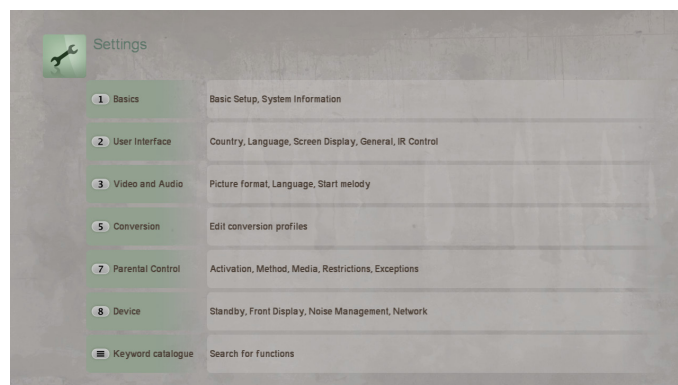 Settings
1 Basics Basic Setup, System Information
2 User Interface Country, Language, Screen Display, General, IR Control
3 Video and Audio Picture format, Language, Start melody
5 Conversion Edit conversion profiles
7 Parental Control Activation, Method, Media, Restrictions, Exceptions
8 Device Standby, Front Display, Noise Management, Network
Keyword catalogue Search for functions